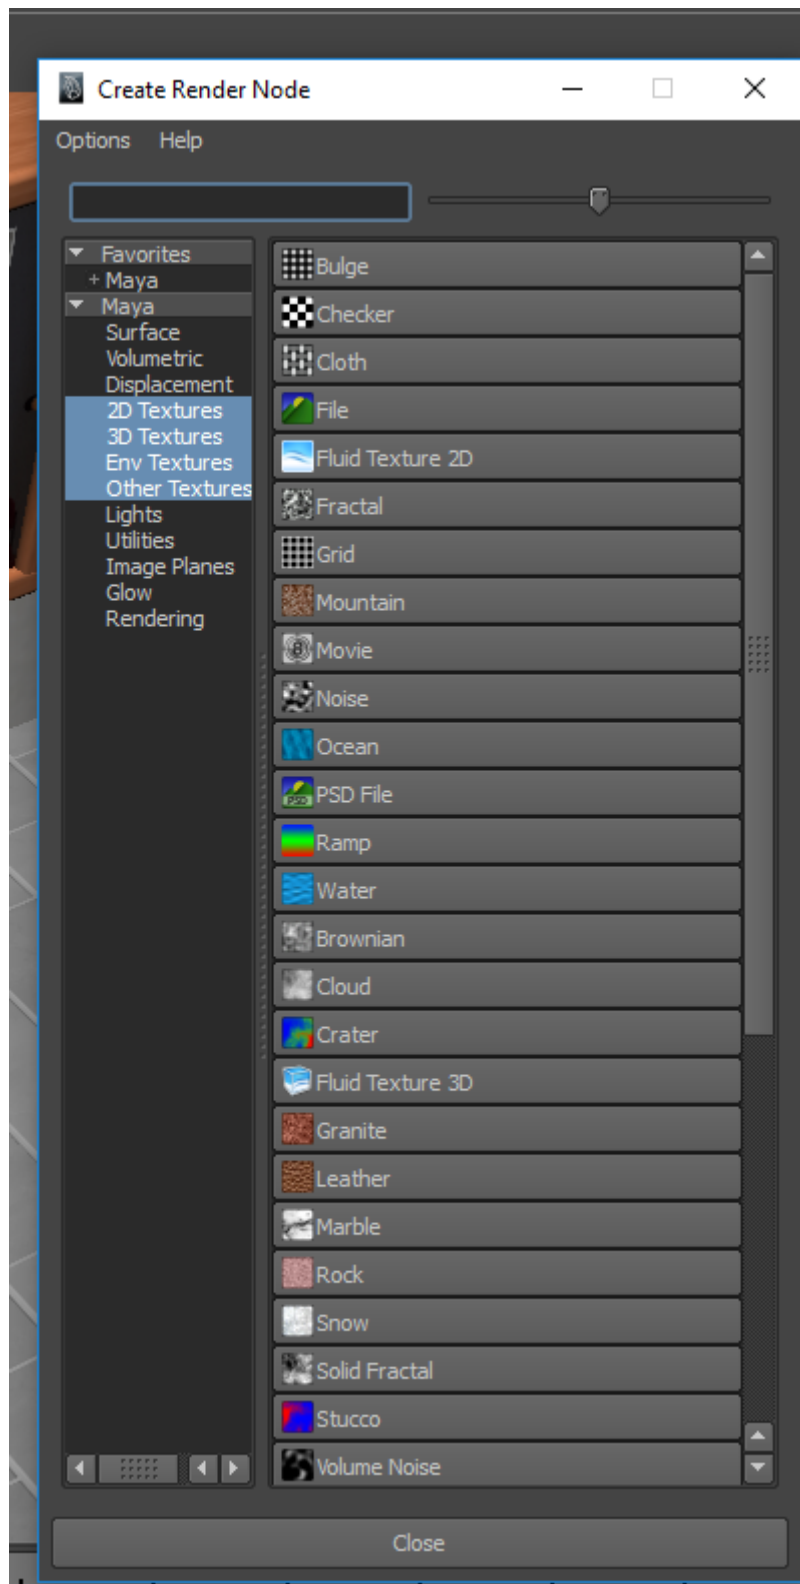 Create Render Node
Options Help
Favorites
+ Maya
Maya
Surface
Volumetric
Displacement
2D Textures
3D Textures
Env Textures
Other Textures
Lights
Utilities
Image Planes
Glow
Rendering
Bulge
Checker
Cloth
File
Fluid Texture 2D
Fractal
Grid
Mountain
Movie
Noise
Ocean
PSD
PSD File
Ramp
Water
Brownian
Cloud
Crater
Fluid Texture 3D
Granite
Leather
Marble
Rock
Snow
Solid Fractal
Stucco
Volume Noise
Close